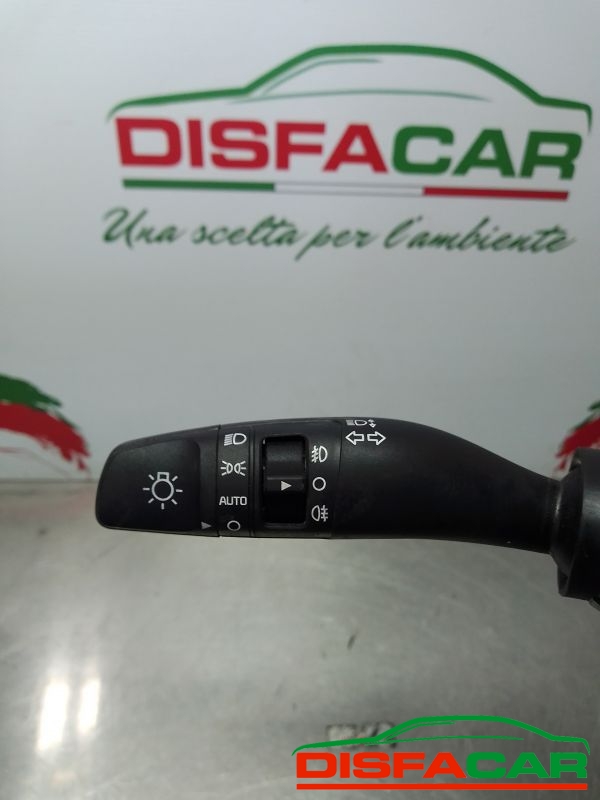 DISFACAR
Una scelta per l'ambiente
AUTO
DISFACAR